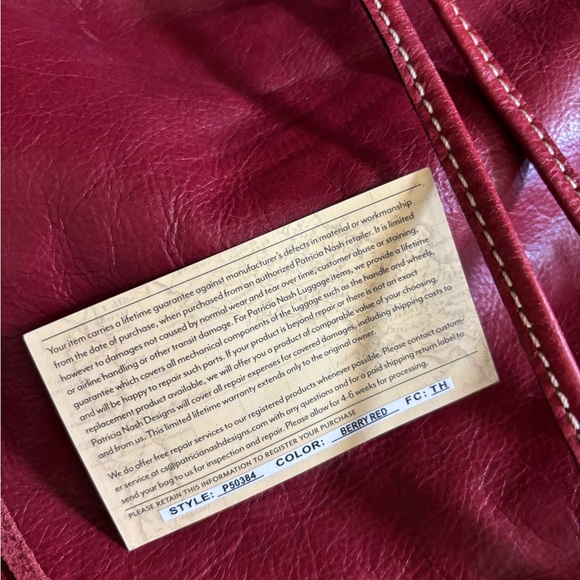 Your item carries a lifetime guarantee against manufacturer's defects in material or workmanship
from the date of purchase, when purchased from an authorized Patricia Nash retailer. It is limited
however to damages not caused by normal wear and tear over time, customer abuse or staining,
or airline handling or other transit damage. For Patricia Nash Luggage items, we provide a lifetime
guarantee which covers all mechanical components of the luggage such as the handle and wheels,
and will be happy to repair such parts. If your product is beyond repair or there is not an exact
replacement product available, we will offer you a product of comparable value of your choosing.
Patricia Nash Designs will cover all repair expenses for covered damages, including shipping costs to
and from us. This limited lifetime warranty extends only to the original owner.
We do offer free repair services to our registered products whenever possible. Please contact custom
er service at cs@patricianashdesigns.com with any questions and for a paid shipping return label to
send your bag to us for inspection and repair. Please allow for 4-6 weeks for processing.
PLEASE RETAIN THIS INFORMATION TO REGISTER YOUR PURCHASE
STYLE: P50384 COLOR: BERRY RED FC: TH